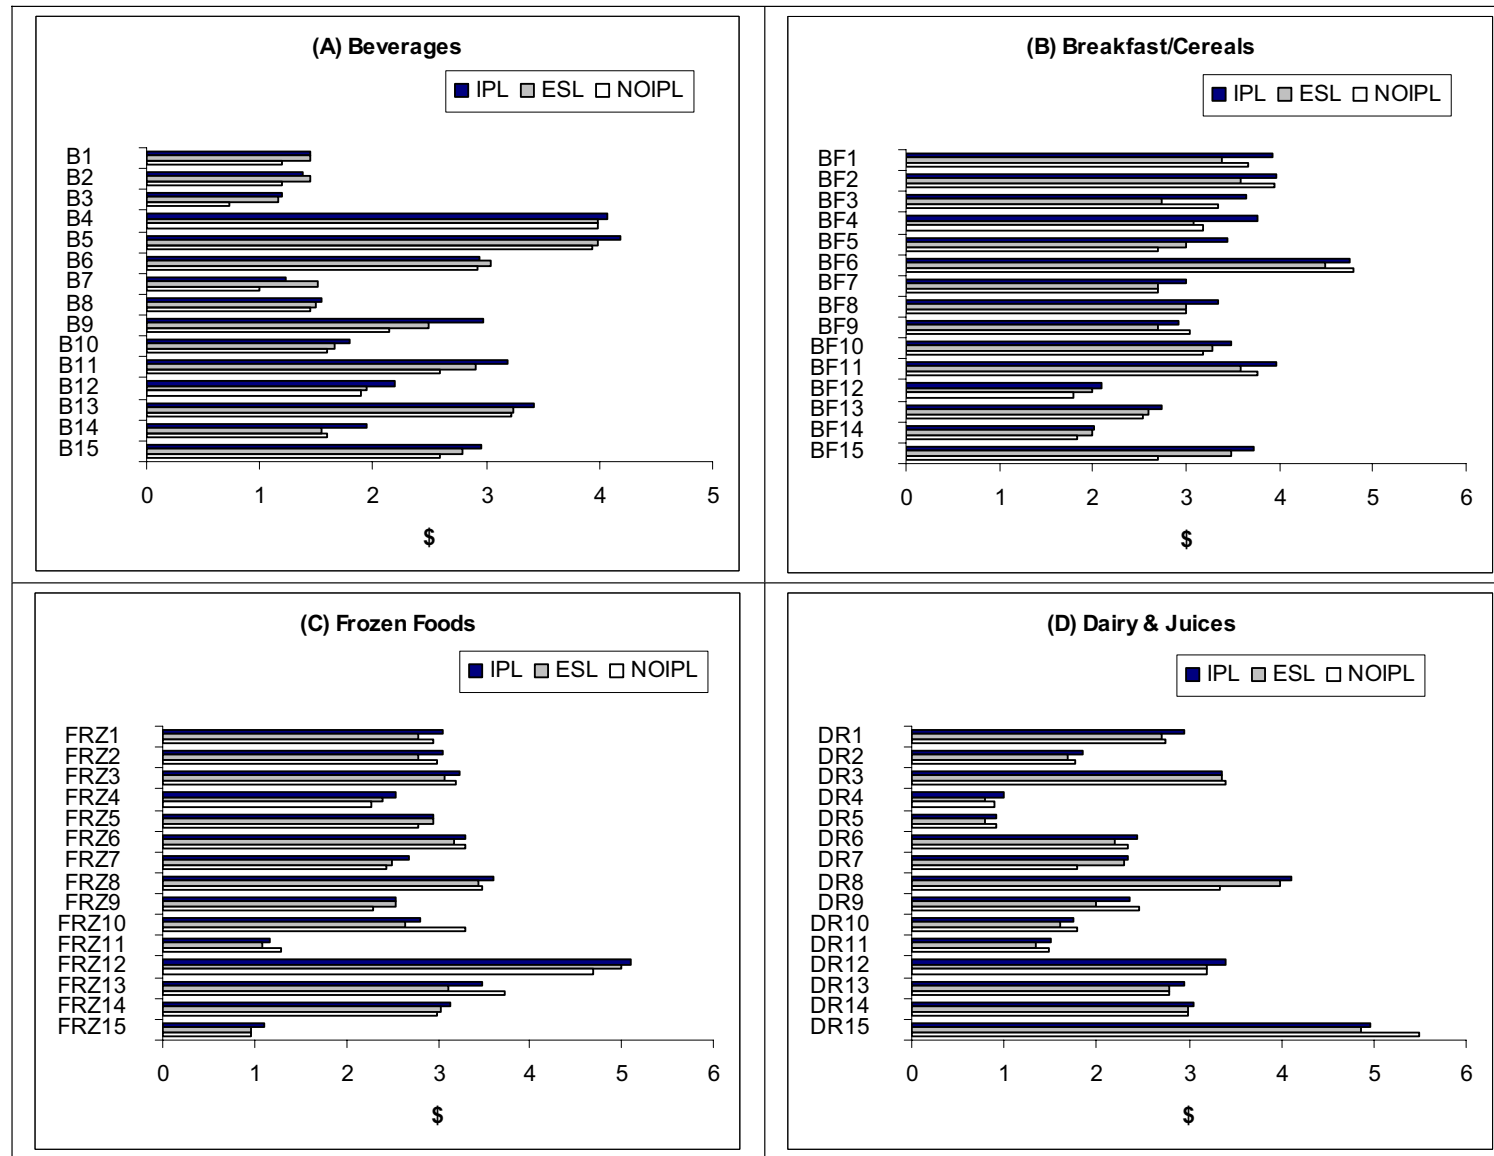 (A) Beverages
IPL ESL NOIPL
B1
B2
B3
B4
B5
B6
B7
B8
B9
B10
B11
B12
B13
B14
B15
0 1 2 3 4 5
$
(B) Breakfast/Cereals
IPL ESL NOIPL
BF1
BF2
BF3
BF4
BF5
BF6
BF7
BF8
BF9
BF10
BF11
BF12
BF13
BF14
BF15
0 1 2 3 4 5 6
$
(C) Frozen Foods
IPL ESL NOIPL
FRZ1
FRZ2
FRZ3
FRZ4
FRZ5
FRZ6
FRZ7
FRZ8
FRZ9
FRZ10
FRZ11
FRZ12
FRZ13
FRZ14
FRZ15
0 1 2 3 4 5 6
$
(D) Dairy & Juices
IPL ESL NOIPL
DR1
DR2
DR3
DR4
DR5
DR6
DR7
DR8
DR9
DR10
DR11
DR12
DR13
DR14
DR15
0 1 2 3 4 5 6
$